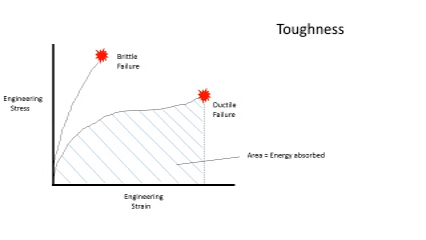 Toughness
Brittle
Failure
Engineering
Stress
Ductile
Failure
Area = Energy absorbed
Engineering
Strain